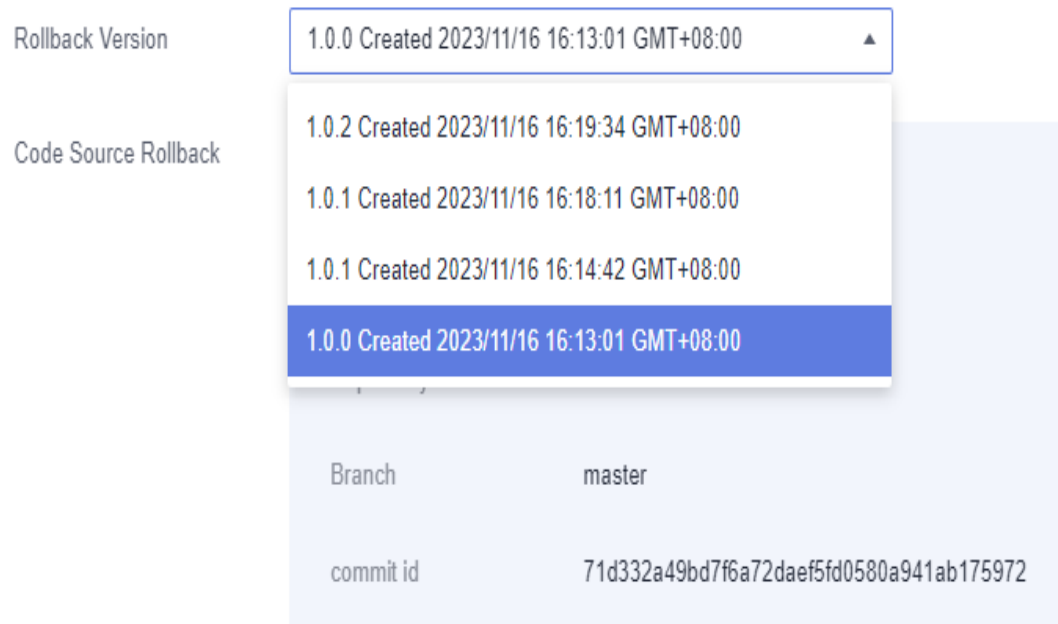 Rollback Version
1.0.0 Created 2023/11/16 16:13:01 GMT+08:00
1.0.2 Created 2023/11/16 16:19:34 GMT+08:00
Code Source Rollback
1.0.1 Created 2023/11/16 16:18:11 GMT+08:00
1.0.1 Created 2023/11/16 16:14:42 GMT+08:00
1.0.0 Created 2023/11/16 16:13:01 GMT+08:00
Branch master
commit id 71d332a49bd7f6a72daef5fd0580a941ab175972